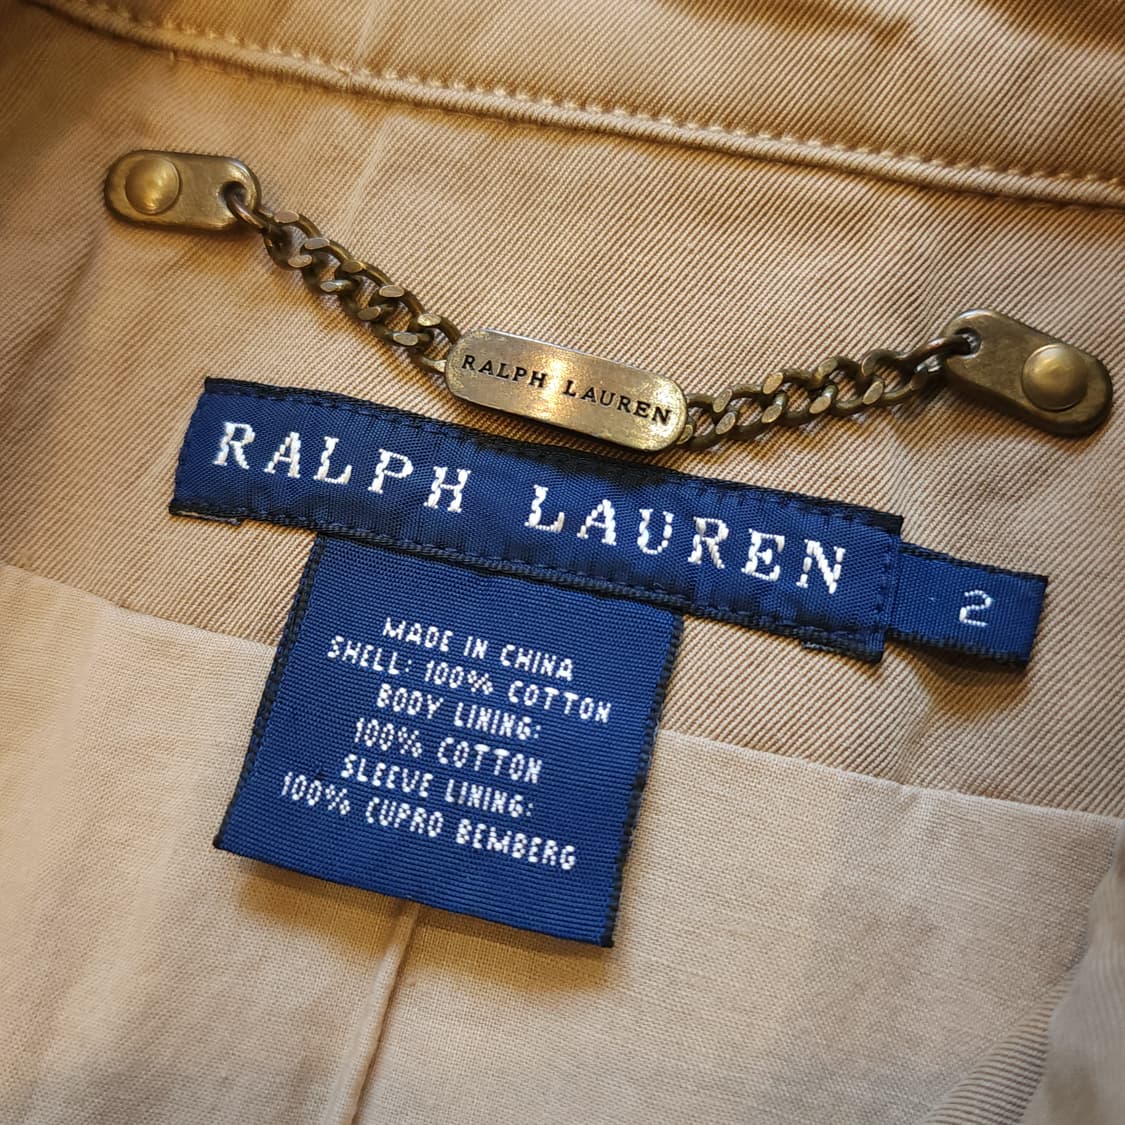 RALPH LAUREN
RALPH LAUREN
2
MADE IN CHINA
SHELL: 100% COTTON
BODY LINING:
100% COTTON
SLEEVE LINING:
100% CUPRO BEMBERG